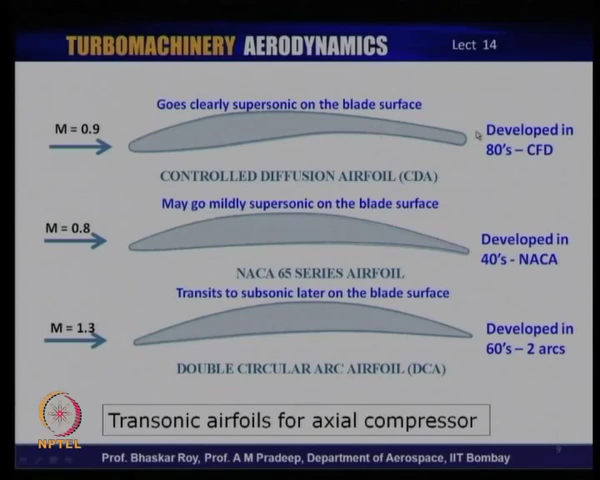 TURBOMACHINERY AERODYNAMICS
Lect 14
Goes clearly supersonic on the blade surface
M = 0.9
Developed in
80's – CFD
CONTROLLED DIFFUSION AIRFOIL (CDA)
May go mildly supersonic on the blade surface
M = 0.8
Developed in
40's - NACA
NACA 65 SERIES AIRFOIL
Transits to subsonic later on the blade surface
M = 1.3
Developed in
60's – 2 arcs
DOUBLE CIRCULAR ARC AIRFOIL (DCA)
Transonic airfoils for axial compressor
NPTEL
Prof. Bhaskar Roy, Prof. A M Pradeep, Department of Aerospace, IIT Bombay
9